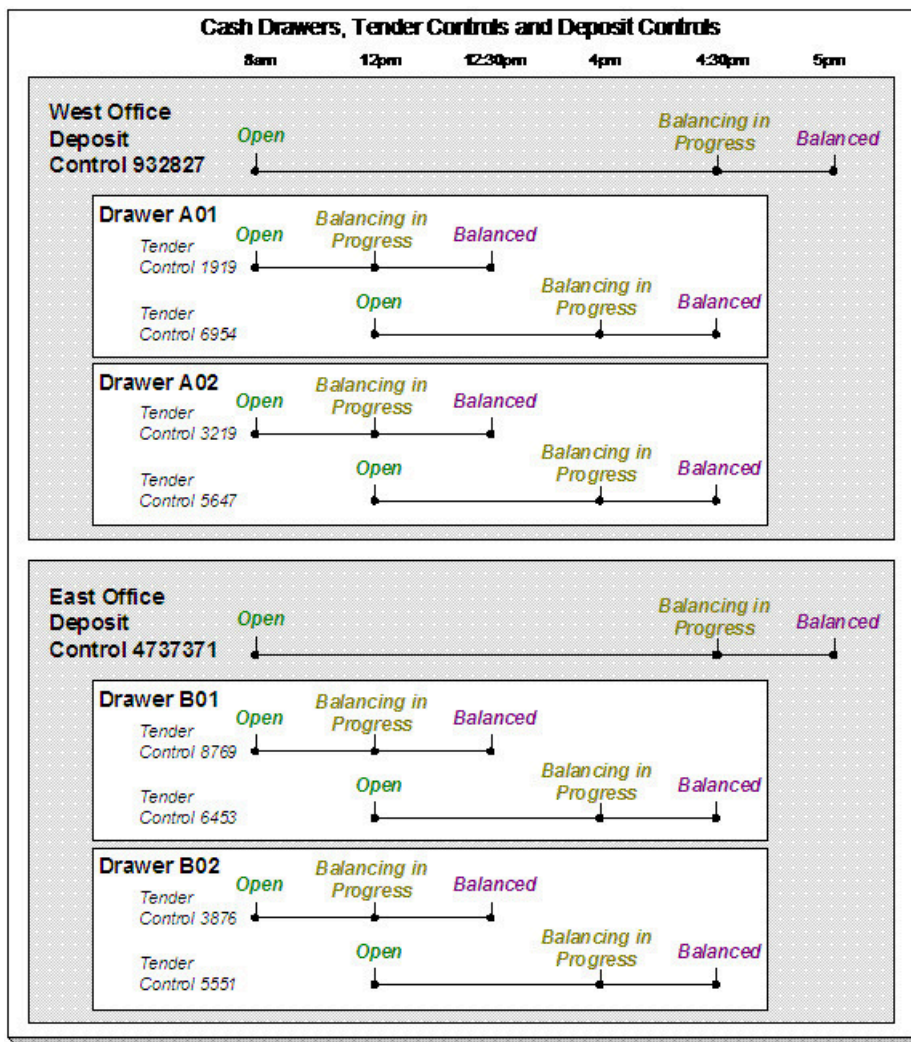 Cash Drawers, Tender Controls and Deposit Controls
8am 12pm 12:30pm 4pm 4:30pm 5pm
West Office
Deposit
Control 932827
Open
Balancing in
Progress
Balanced
Drawer A01
Tender
Control 1919
Open
Balancing in
Progress
Balanced
Tender
Control 6954
Open
Balancing in
Progress
Balanced
Drawer A02
Tender
Control 3219
Open
Balancing in
Progress
Balanced
Tender
Control 5647
Open
Balancing in
Progress
Balanced
East Office
Deposit
Control 4737371
Open
Balancing in
Progress
Balanced
Drawer B01
Tender
Control 8769
Open
Balancing in
Progress
Balanced
Tender
Control 6453
Open
Balancing in
Progress
Balanced
Drawer B02
Tender
Control 3876
Open
Balancing in
Progress
Balanced
Tender
Control 5551
Open
Balancing in
Progress
Balanced